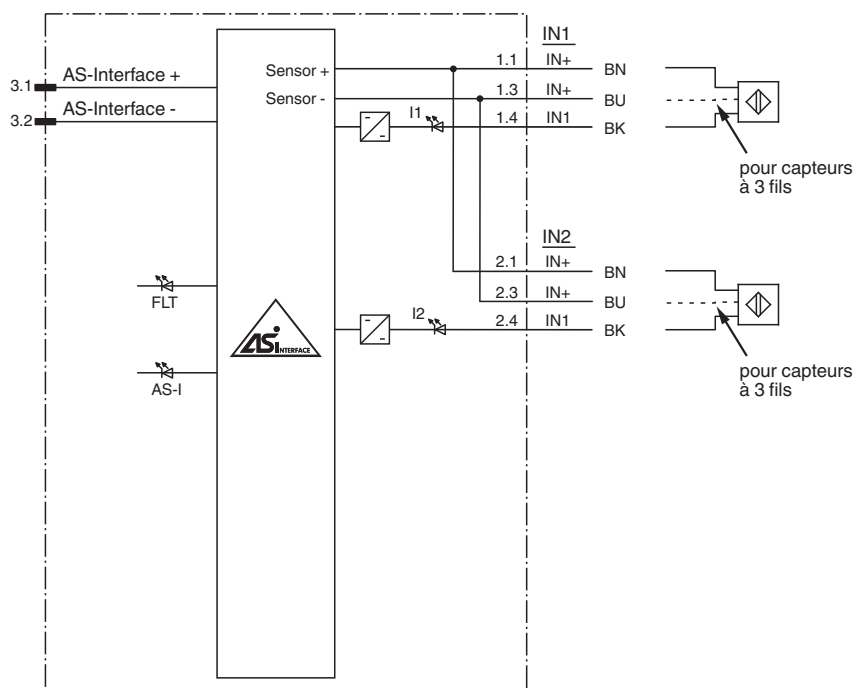 IN1
1.1 IN+ BN
3.1 AS-Interface + Sensor +
1.3 IN+ BU
3.2 AS-Interface - Sensor -
I1 1.4 IN1 BK
pour capteurs
à 3 fils
IN2
2.1 IN+ BN
2.3 IN+ BU
FLT
I2 2.4 IN1 BK
ASi INTERFACE
pour capteurs
à 3 fils
AS-I